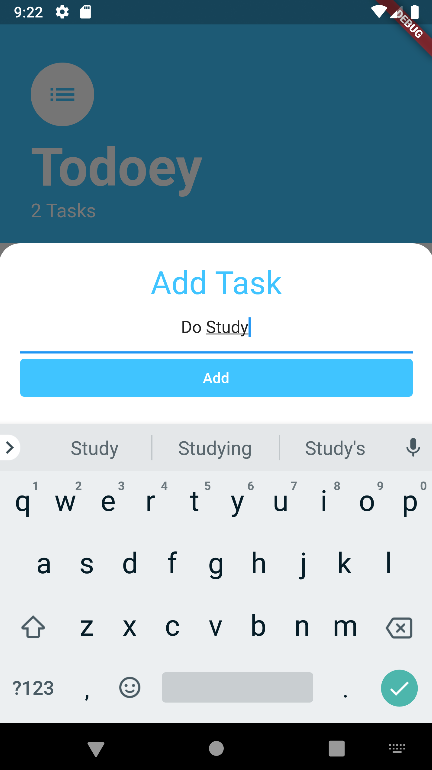 9:22
DEBUG
Todoey
2 Tasks
Add Task
Do Study
Add
Study Studying Study's
1 2 3 4 5 6 7 8 9 0
q w e r t y u i o p
a s d f g h j k l
z x c v b n m
?123 , .